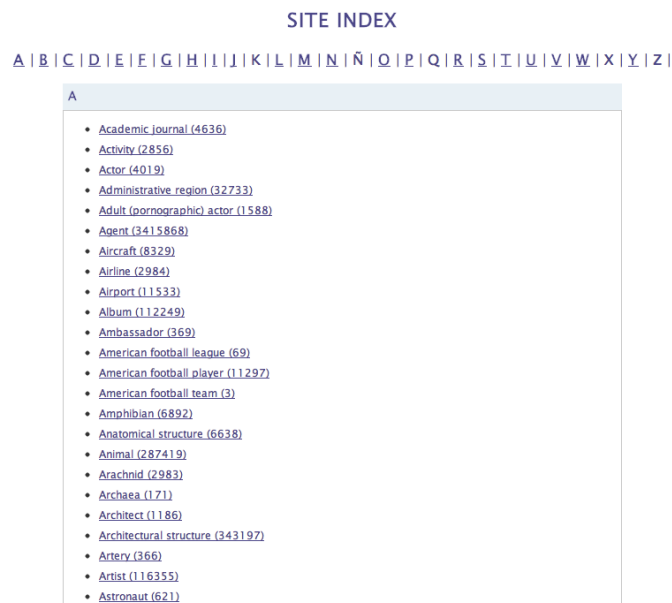 SITE INDEX
A | B | C | D | E | F | G | H | I | J | K | L | M | N | Ñ | O | P | Q | R | S | T | U | V | W | X | Y | Z |
A
• Academic journal (4636)
• Activity (2856)
• Actor (4019)
• Administrative region (32733)
• Adult (pornographic) actor (1588)
• Agent (3415868)
• Aircraft (8329)
• Airline (2984)
• Airport (11533)
• Album (112249)
• Ambassador (369)
• American football league (69)
• American football player (11297)
• American football team (3)
• Amphibian (6892)
• Anatomical structure (6638)
• Animal (287419)
• Arachnid (2983)
• Archaea (171)
• Architect (1186)
• Architectural structure (343197)
• Artery (366)
• Artist (116355)
• Astronaut (621)